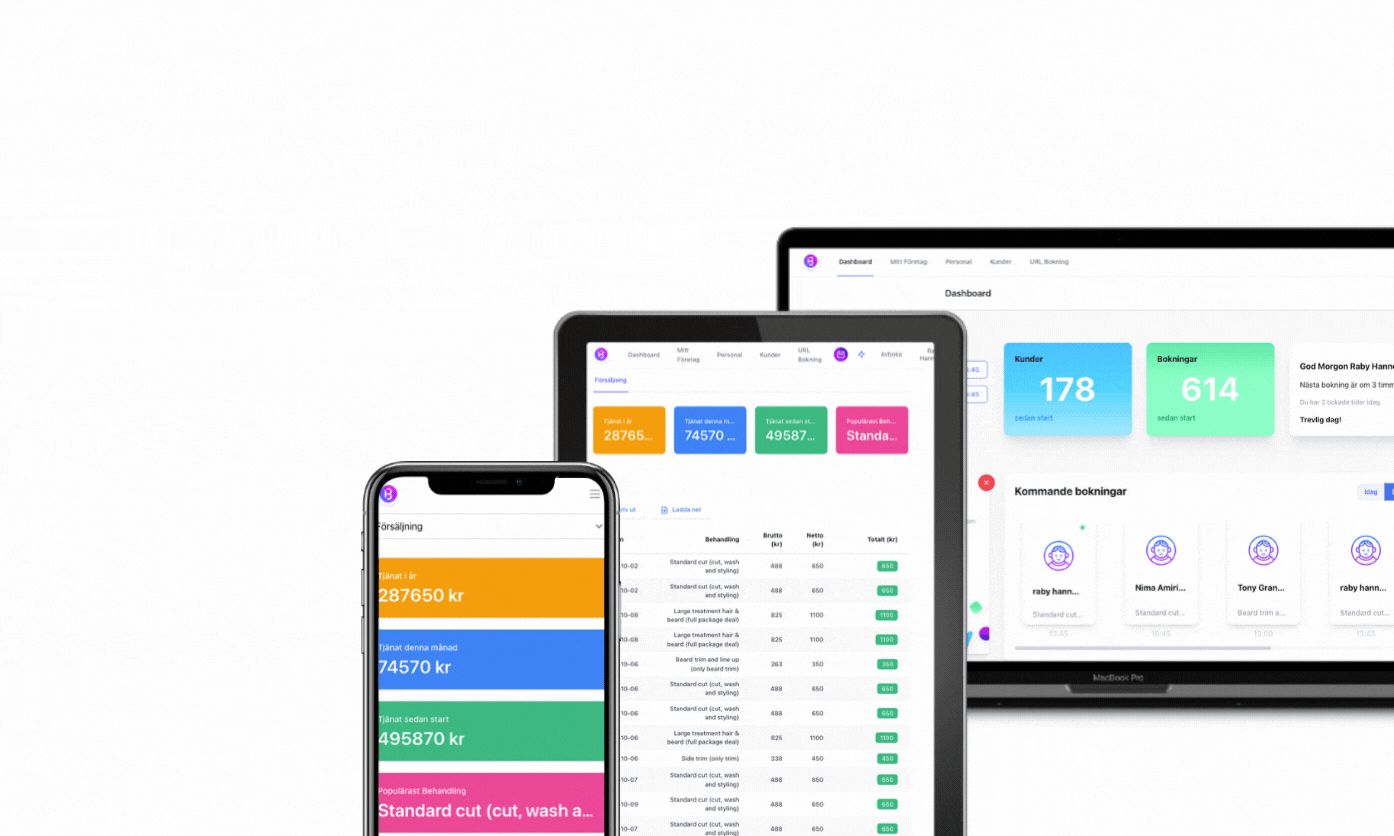 Försäljning
Tjänat i år
287650 kr
Tjänat denna månad
74570 kr
Tjänat sedan start
495870 kr
Populärast Behandling
Standard cut (cut, wash a...
Dashboard
Mitt
Företag
Personal
Kunder
URL
Bokning
Avboka
Ra
Hann
Försäljning
Tjänat i år
28765...
Tjänat denna m...
74570 ...
Tjänat sedan st...
49587...
Populärast Beh...
Standa...
riv ut
Ladda ner
n
Behandling
Brutto
(kr)
Netto
(kr)
Totalt (kr)
10-02
Standard cut (cut, wash
and styling)
488
650
650
10-02
Standard cut (cut, wash
and styling)
488
650
650
10-08
Large treatment hair &
beard (full package deal)
825
1100
1100
10-08
Large treatment hair &
beard (full package deal)
825
1100
1100
10-06
Beard trim and line up
(only beard trim)
263
350
350
10-06
Standard cut (cut, wash
and styling)
488
650
650
10-06
Standard cut (cut, wash
and styling)
488
650
650
10-06
Large treatment hair &
beard (full package deal)
825
1100
1100
10-06
Side trim (only trim)
338
450
450
10-07
Standard cut (cut, wash
and styling)
488
650
650
10-09
Standard cut (cut, wash
and styling)
488
650
650
10-07
Standard cut (cut, wash
and styling)
488
650
650
Dashboard
Mitt Företag
Personal
Kunder
URL Bokning
Dashboard
:45
:45
Kunder
178
sedan start
Bokningar
614
sedan start
God Morgon Raby Hanne
Nästa bokning är om 3 timm
Du har 2 bokade tider idag.
Trevlig dag!
Kommande bokningar
Idag
raby hann...
Standard cut...
13:45
Nima Amiri...
Standard cut...
16:45
Tony Gran...
Beard trim a...
13:00
raby hann...
Standard cut...
13:45
MacBook Pro